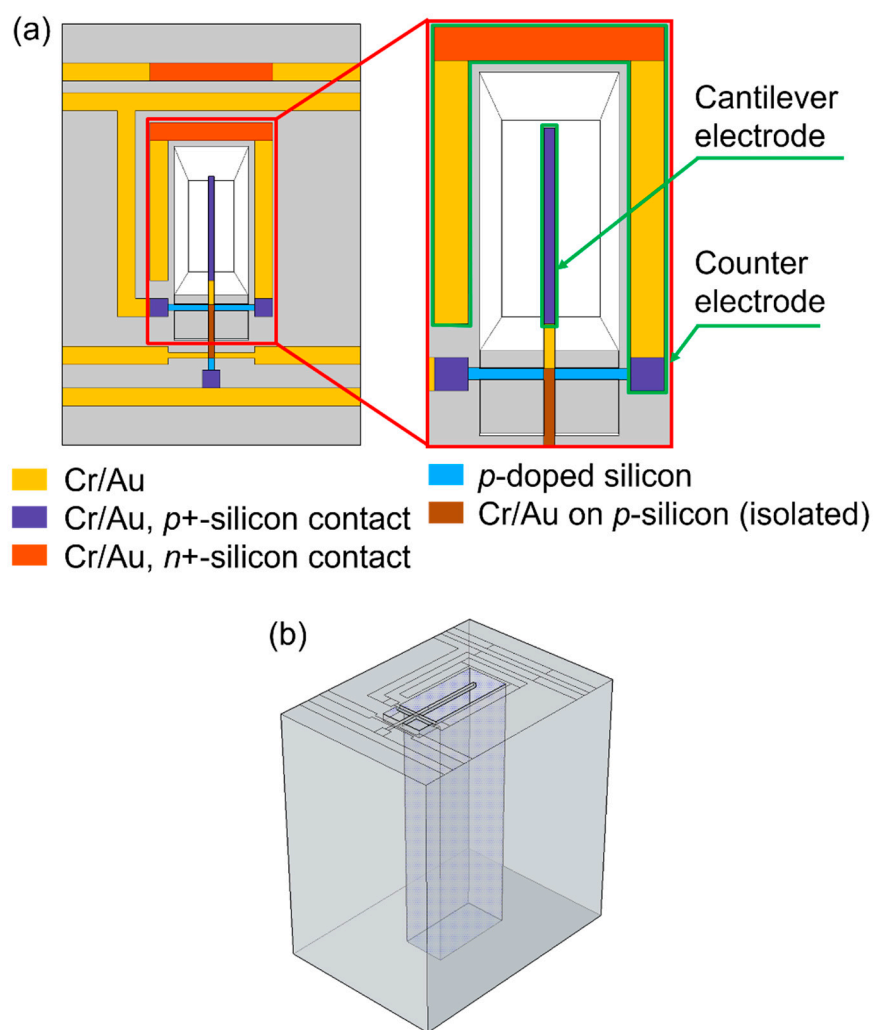 (a)
Cantilever
electrode
Counter
electrode
Cr/Au
Cr/Au, p+-silicon contact
Cr/Au, n+-silicon contact
p-doped silicon
Cr/Au on p-silicon (isolated)
(b)